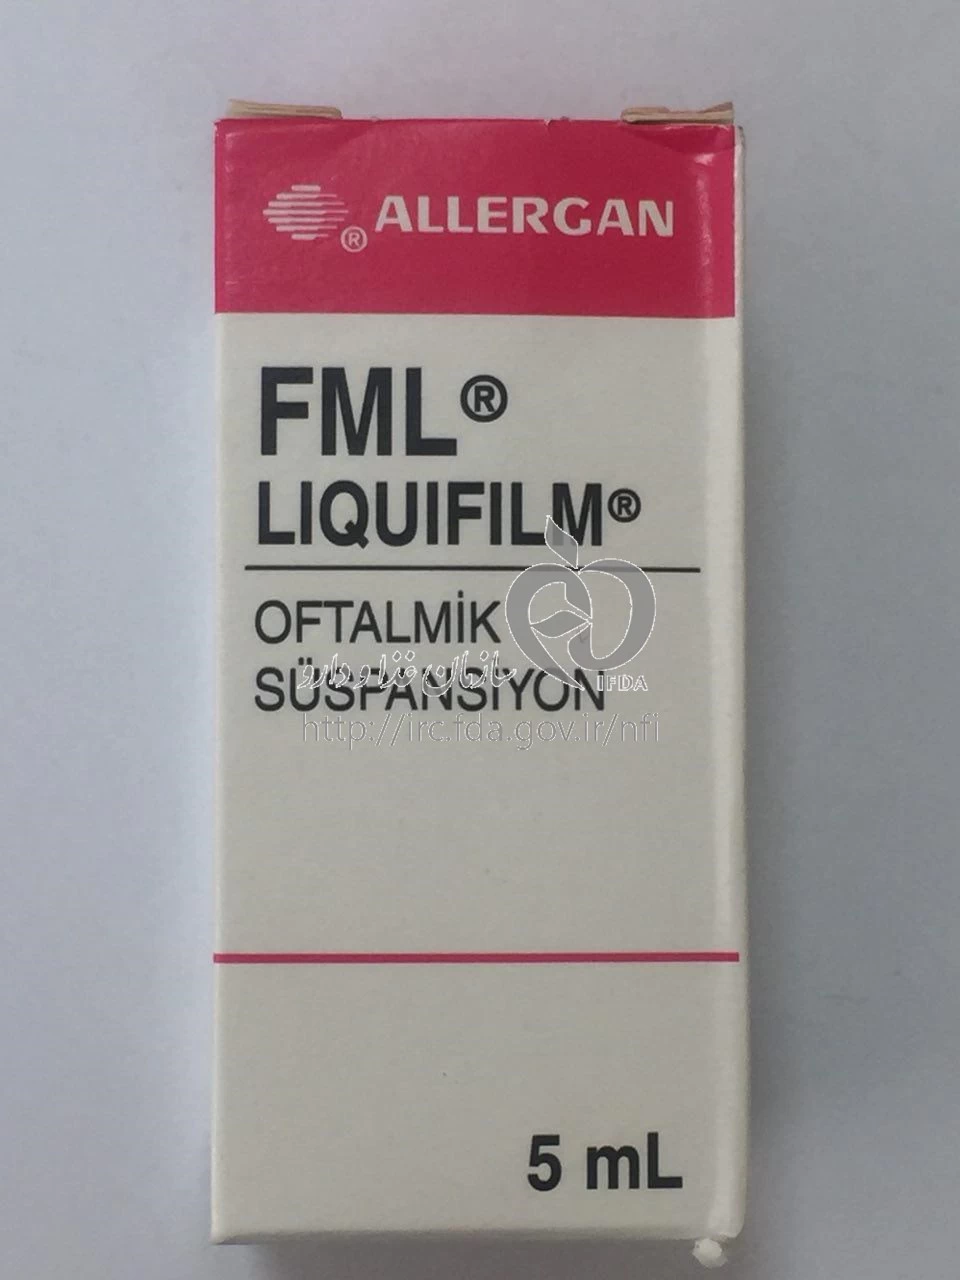 ® ALLERGAN
FML®
LIQUIFILM®
OFTALMİK
SÜSPANSİYON
سازمان غذا و دارو
IFDA
http://irc.fda.gov.ir/nfi
5 mL